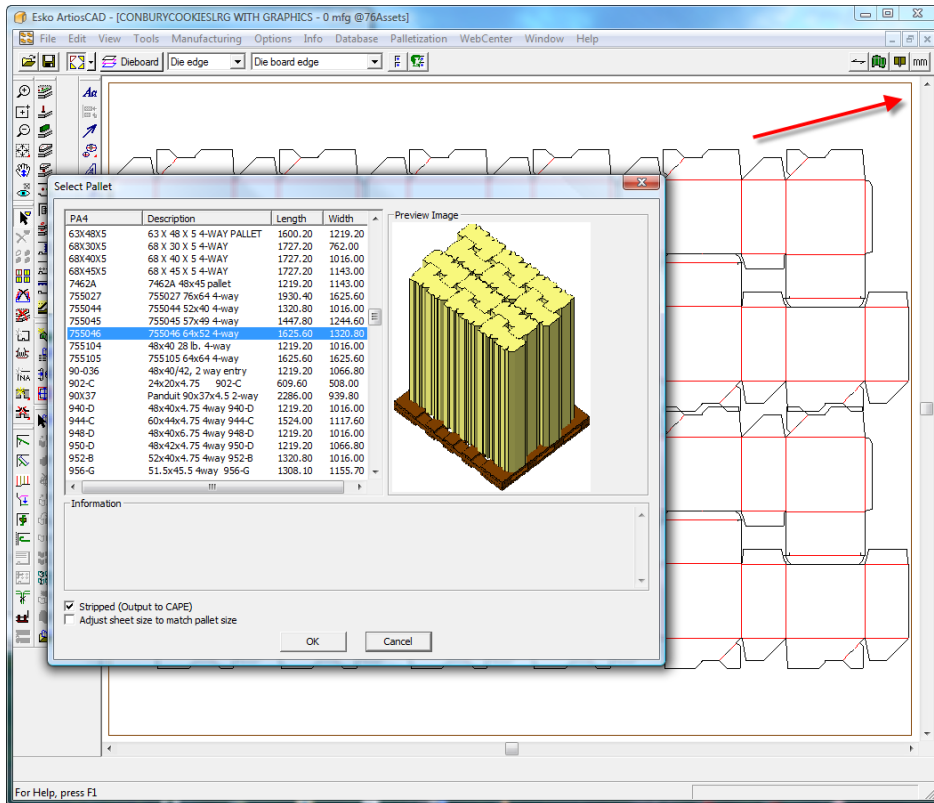 Esko ArtiosCAD - [CONBURYCOOKIESLRG WITH GRAPHICS - 0 mfg @76Assets]
File Edit View Tools Manufacturing Options Info Database Palletization WebCenter Window Help
Dieboard Die edge Die board edge mm
Select Pallet
PA4 Description Length Width
63X48X5 63 X 48 X 5 4-WAY PALLET 1600.20 1219.20
68X30X5 68 X 30 X 5 4-WAY 1727.20 762.00
68X40X5 68 X 40 X 5 4-WAY 1727.20 1016.00
68X45X5 68 X 45 X 5 4-WAY 1727.20 1143.00
7462A 7462A 48x45 pallet 1219.20 1143.00
755027 755027 76x64 4-way 1930.40 1625.60
755044 755044 52x40 4-way 1320.80 1016.00
755045 755045 57x49 4-way 1447.80 1244.60
755046 755046 64x52 4-way 1625.60 1320.80
755104 48x40 28 lb. 4-way 1219.20 1016.00
755105 755105 64x64 4-way 1625.60 1625.60
90-036 48x40/42, 2 way entry 1219.20 1066.80
902-C 24x20x4.75 902-C 609.60 508.00
90X37 Panduit 90x37x4.5 2-way 2286.00 939.80
940-D 48x40x4.75 4way 940-D 1219.20 1016.00
944-C 60x44x4.75 4way 944-C 1524.00 1117.60
948-D 48x40x6.75 4way 948-D 1219.20 1016.00
950-D 48x42x4.75 4way 950-D 1219.20 1066.80
952-B 52x40x4.75 4way 952-B 1320.80 1016.00
956-G 51.5x45.5 4way 956-G 1308.10 1155.70
Preview Image
Information
Stripped (Output to CAPE)
Adjust sheet size to match pallet size
OK Cancel
For Help, press F1